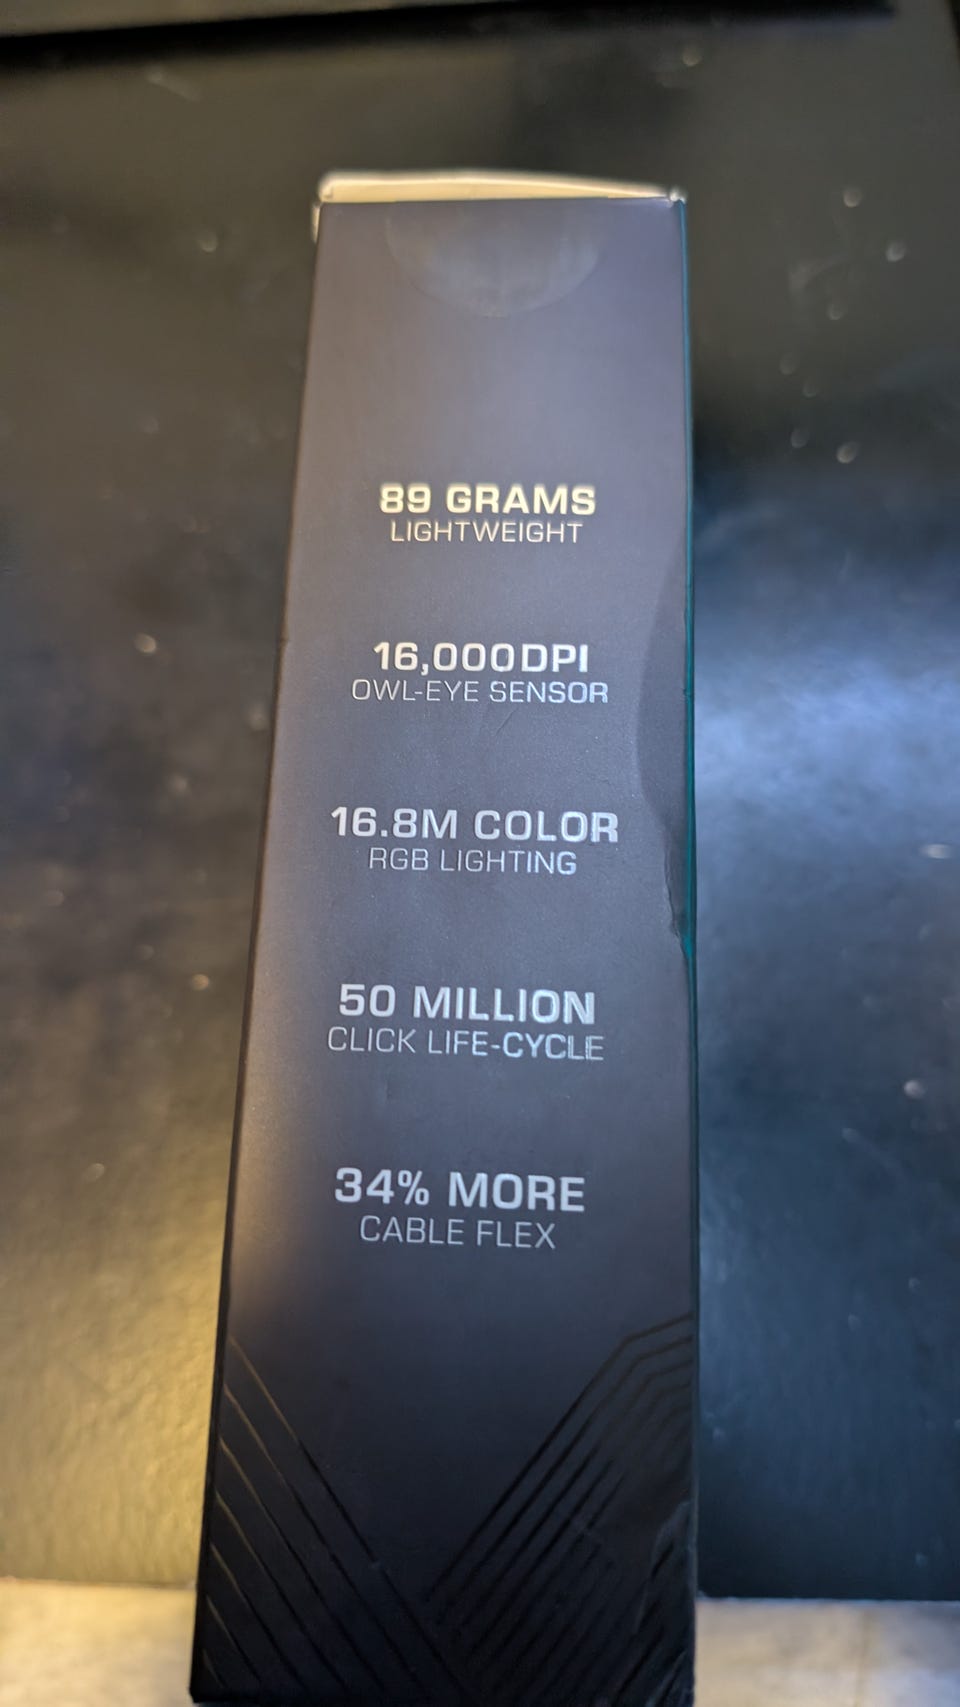 89 GRAMS
LIGHTWEIGHT
16,000DPI
OWL-EYE SENSOR
16.8M COLOR
RGB LIGHTING
50 MILLION
CLICK LIFE-CYCLE
34% MORE
CABLE FLEX